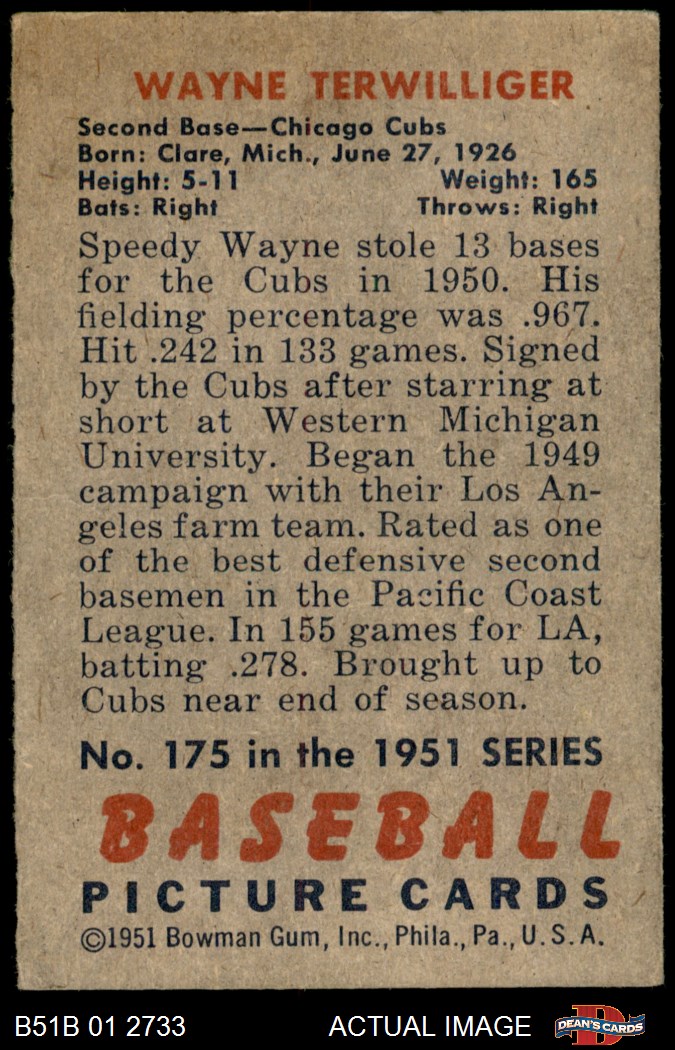 WAYNE TERWILLIGER
Second Base—Chicago Cubs
Born: Clare, Mich., June 27, 1926
Height: 5-11 Weight: 165
Bats: Right Throws: Right
Speedy Wayne stole 13 bases
for the Cubs in 1950. His
fielding percentage was .967.
Hit .242 in 133 games. Signed
by the Cubs after starring at
short at Western Michigan
University. Began the 1949
campaign with their Los An-
geles farm team. Rated as one
of the best defensive second
basemen in the Pacific Coast
League. In 155 games for LA,
batting .278. Brought up to
Cubs near end of season.
No. 175 in the 1951 SERIES
BASEBALL
PICTURE CARDS
©1951 Bowman Gum, Inc., Phila., Pa., U.S.A.
B51B 01 2733 ACTUAL IMAGE D DEAN'S CARDS